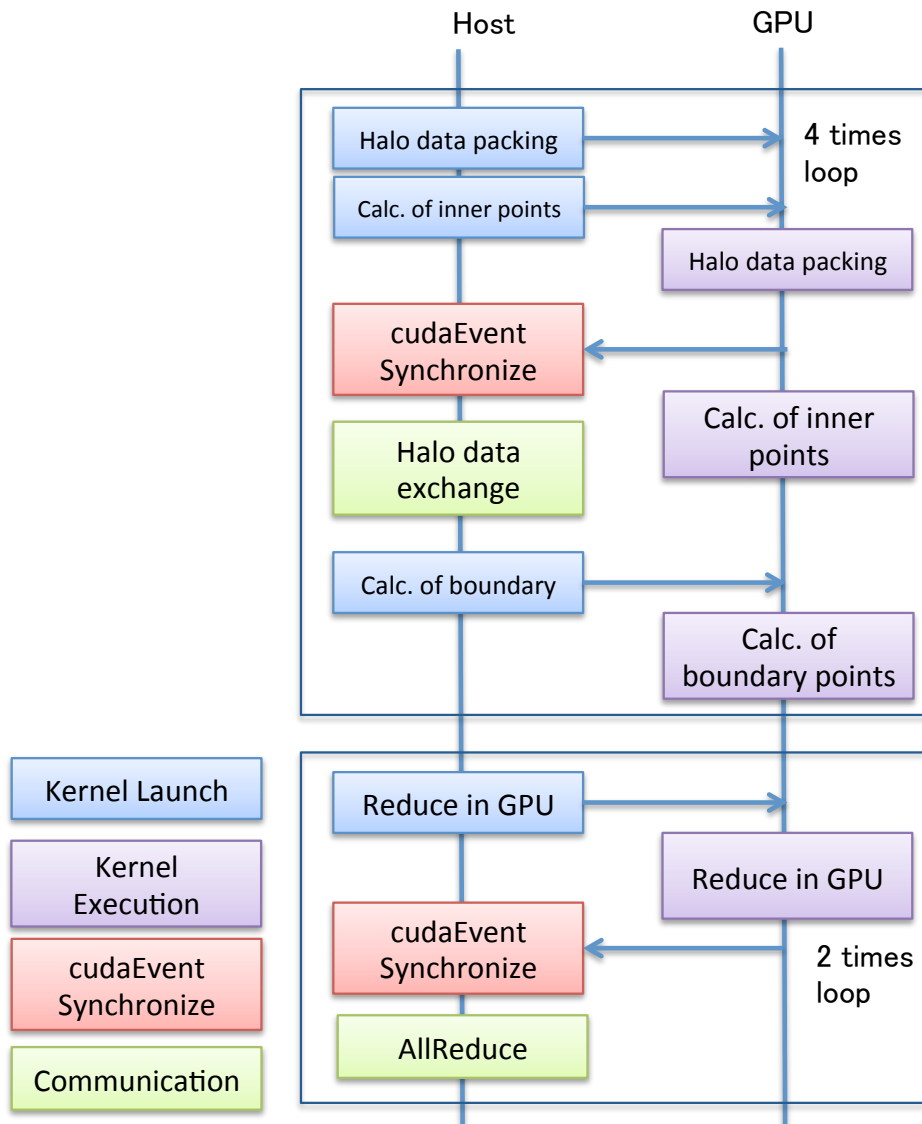 Host
GPU
Halo data packing
4 times
loop
Calc. of inner points
Halo data packing
cudaEvent
Synchronize
Calc. of inner
points
Halo data
exchange
Calc. of boundary
Calc. of
boundary points
Kernel Launch
Reduce in GPU
Kernel
Execution
Reduce in GPU
cudaEvent
Synchronize
cudaEvent
Synchronize
2 times
loop
AllReduce
Communication